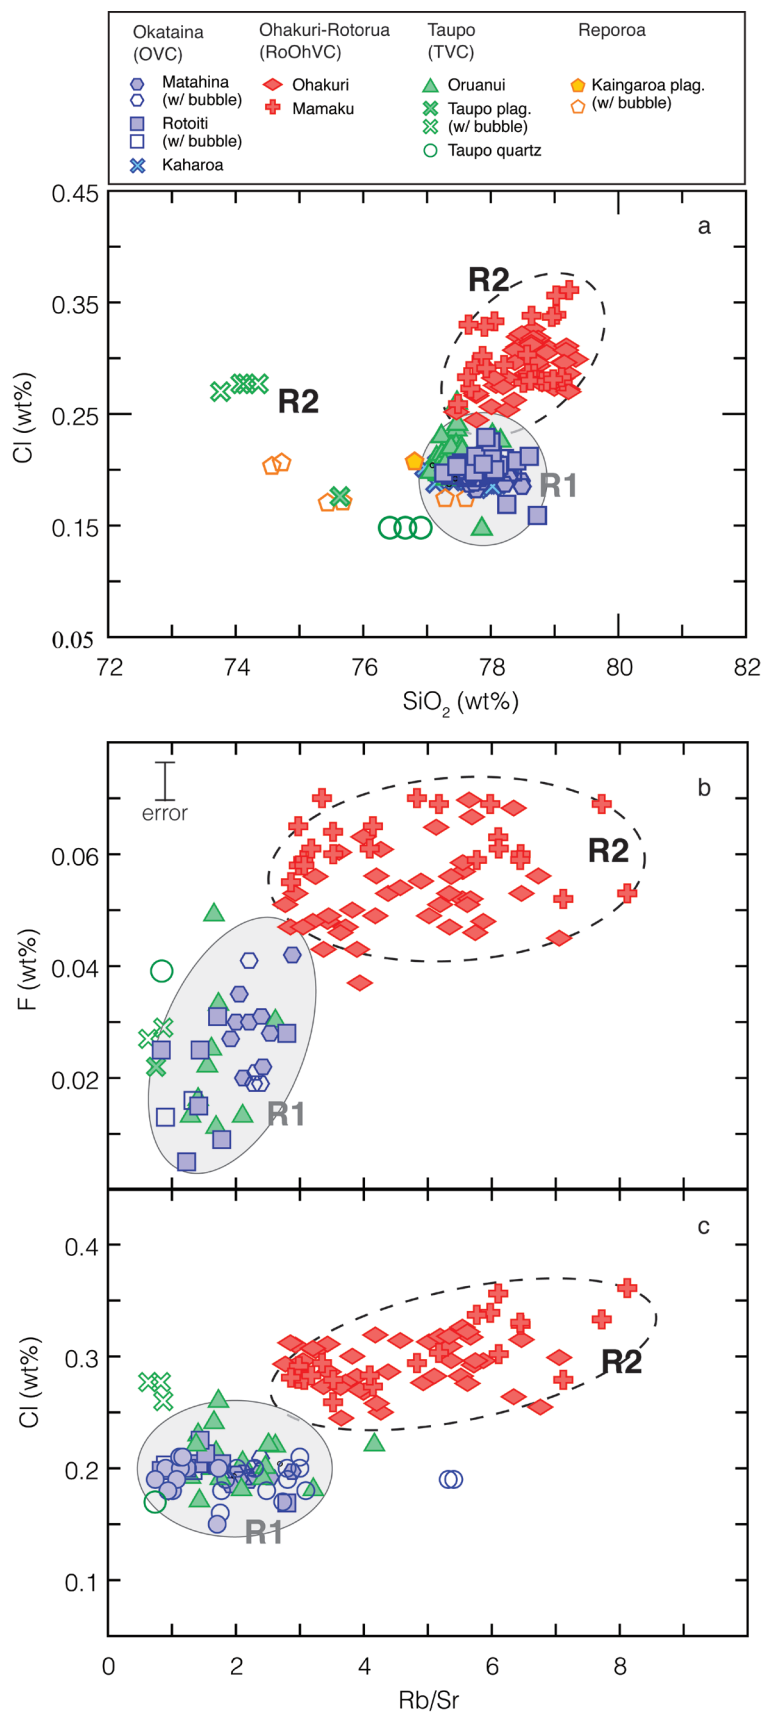 Okataina
(OVC)
Ohakuri-Rotorua
(RoOhVC)
Taupo
(TVC)
Reporoa
Matahina
(w/ bubble)
Rotoiti
(w/ bubble)
Kaharoa
Ohakuri
Mamaku
Oruanui
Taupo plag.
(w/ bubble)
Taupo quartz
Kaingaroa plag.
(w/ bubble)
a
0.45
0.35
0.25
0.15
0.05
Cl (wt%)
R2
R2
R1
72 74 76 78 80 82
SiO₂ (wt%)
b
error
0.06
0.04
0.02
F (wt%)
R2
R1
c
0.4
0.3
0.2
0.1
Cl (wt%)
R2
R1
0 2 4 6 8
Rb/Sr